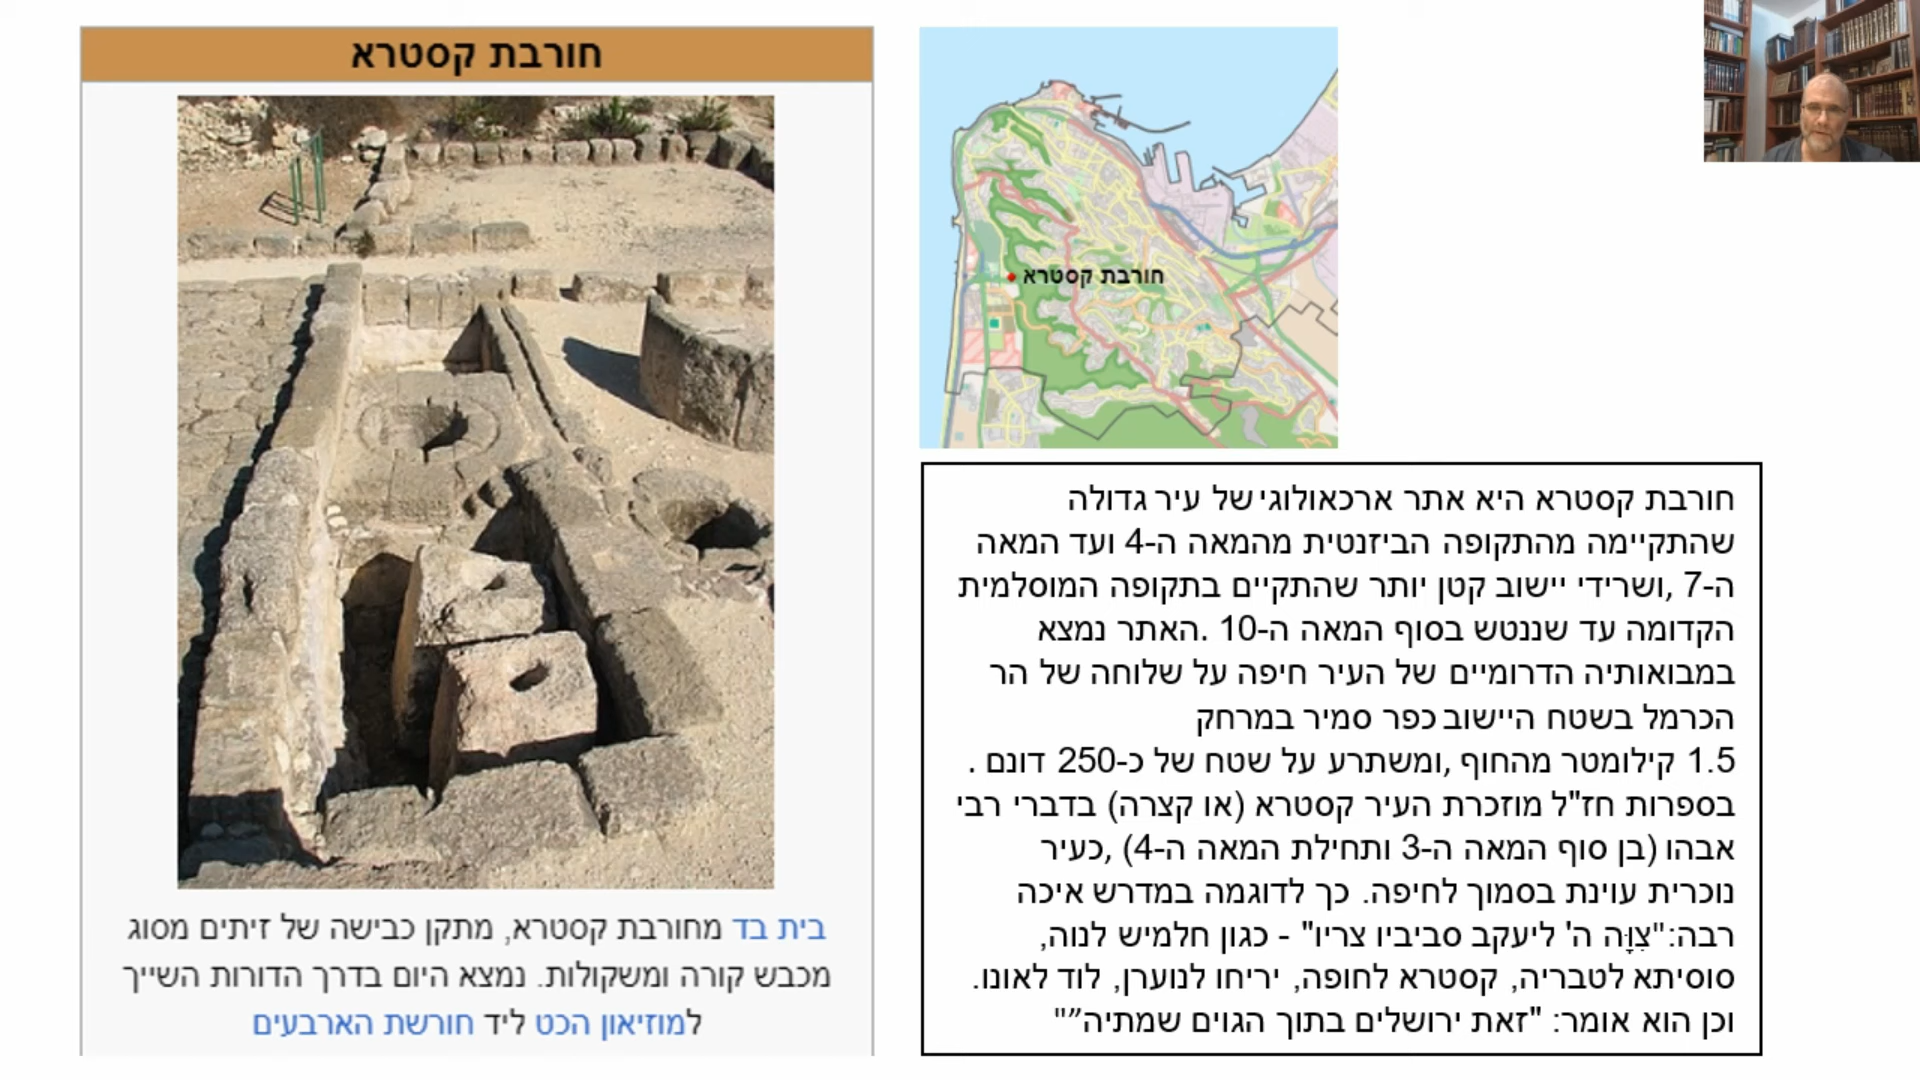 חורבת קסטרא
בית בד מחורבת קסטרא, מתקן כבישה של זיתים מסוג
מכבש קורה ומשקולות. נמצא היום בדרך הדורות השייך
למוזיאון הכט ליד חורשת הארבעים
חורבת קסטרא
חורבת קסטרא היא אתר ארכאולוגי של עיר גדולה
שהתקיימה מהתקופה הביזנטית מהמאה ה-4 ועד המאה
ה-7 ,ושרידי יישוב קטן יותר שהתקיים בתקופה המוסלמית
הקדומה עד שננטש בסוף המאה ה-10 .האתר נמצא
במבואותיה הדרומיים של העיר חיפה על שלוחה של הר
הכרמל בשטח היישוב כפר סמיר במרחק
1.5 קילומטר מהחוף ,ומשתרע על שטח של כ-250 דונם .
בספרות חז"ל מוזכרת העיר קסטרא (או קצרה) בדברי רבי
אבהו (בן סוף המאה ה-3 ותחילת המאה ה-4) ,כעיר
נוכרית עוינת בסמוך לחיפה. כך לדוגמה במדרש איכה
רבה:"צִוָּה ה' ליעקב סביביו צריו" - כגון חלמיש לנוה,
סוסיתא לטבריה, קסטרא לחופה, יריחו לנוערן, לוד לאונו.
וכן הוא אומר: "זאת ירושלים בתוך הגוים שמתיה״"